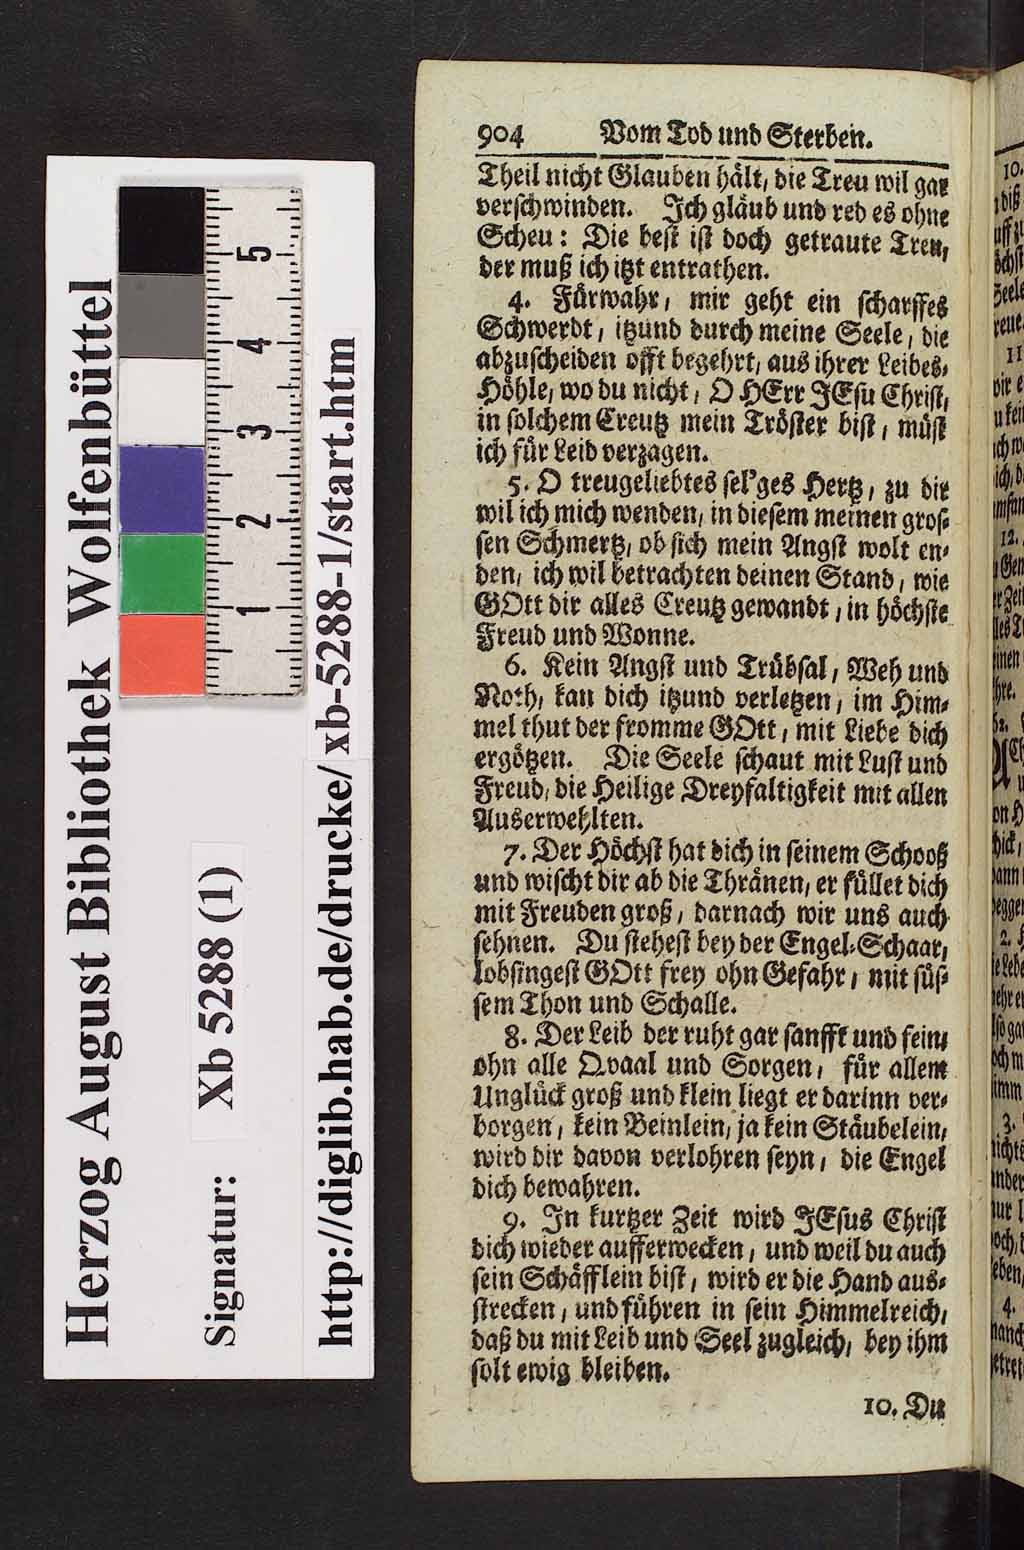 904 Vom Tod und Sterben.
Theil nicht Glauben hält, die Treu wil gar
verschwinden. Ich gläub und red es ohne
Scheu: Die best ist doch getraute Treu,
der muß ich itzt entrathen.
4. Fürwahr, mir geht ein scharffes
Schwerdt, itzund durch meine Seele, die
abzuscheiden offt begehrt, aus ihrer Leibes-
Höhle, wo du nicht, O HErr JEsu Christ,
in solchem Creutz mein Tröster bist, müst
ich für Leid verzagen.
5. O treugeliebtes sel'ges Hertz, zu dir
wil ich mich wenden, in diesem meinen gros-
sen Schmertz, ob sich mein Angst wolt en-
den, ich wil betrachten deinen Stand, wie
GOtt dir alles Creutz gewandt, in höchste
Freud und Wonne.
6. Kein Angst und Trübsal, Weh und
Noth, kan dich itzund verletzen, im Him-
mel thut der fromme GOtt, mit Liebe dich
ergötzen. Die Seele schaut mit Lust und
Freud, die Heilige Dreyfaltigkeit mit allen
Auserwehlten.
7. Der Höchst hat dich in seinem Schooß
und wischt dir ab die Thränen, er füllet dich
mit Freuden groß, darnach wir uns auch
sehnen. Du stehest bey der Engel-Schaar,
lobsingest GOtt frey ohn Gefahr, mit süs-
sem Thon und Schalle.
8. Der Leib der ruht gar sanfft und fein,
ohn alle Qvaal und Sorgen, für allem
Unglück groß und klein liegt er darinn ver-
borgen, kein Beinlein, ja kein Stäubelein,
wird dir davon verlohren seyn, die Engel
dich bewahren.
9. In kurtzer Zeit wird JEsus Christ
dich wieder aufferwecken, und weil du auch
sein Schäfflein bist, wird er die Hand aus-
strecken, und führen in sein Himmelreich,
daß du mit Leib und Seel zugleich, bey ihm
solt ewig bleiben.
10. Du
Herzog August Bibliothek Wolfenbüttel
Signatur: Xb 5288 (1)
http://diglib.hab.de/drucke/xb-5288-1/start.htm
5
4
3
2
1